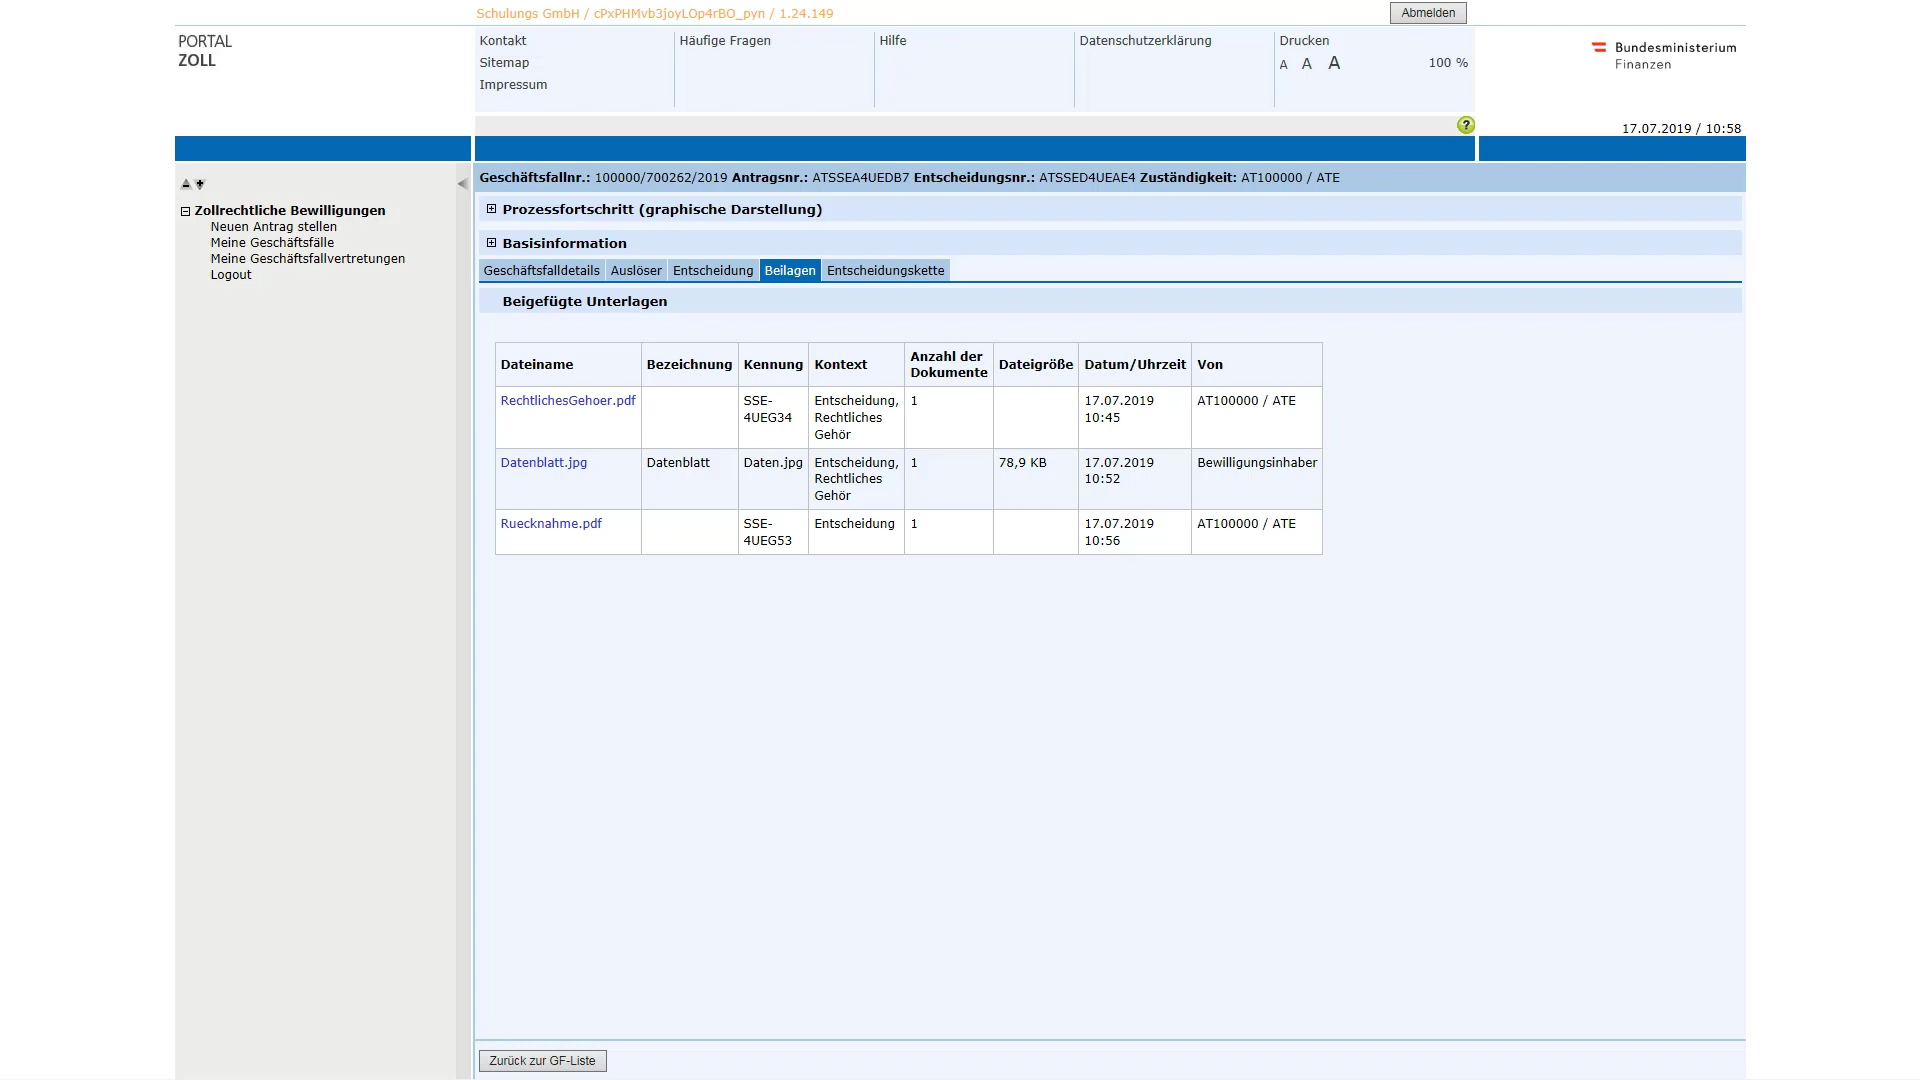 Schulungs GmbH / cPxPHMvb3joyLOp4rBO_pyn / 1.24.149
Abmelden
PORTAL
ZOLL
Kontakt
Sitemap
Impressum
Häufige Fragen
Hilfe
Datenschutzerklärung
Drucken
A A A 100 %
Bundesministerium
Finanzen
?
17.07.2019 / 10:58
Zollrechtliche Bewilligungen
Neuen Antrag stellen
Meine Geschäftsfälle
Meine Geschäftsfallvertretungen
Logout
Geschäftsfallnr.: 100000/700262/2019 Antragsnr.: ATSSEA4UEDB7 Entscheidungsnr.: ATSSED4UEAE4 Zuständigkeit: AT100000 / ATE
Prozessfortschritt (graphische Darstellung)
Basisinformation
Geschäftsfalldetails Auslöser Entscheidung Beilagen Entscheidungskette
Beigefügte Unterlagen
Dateiname Bezeichnung Kennung Kontext Anzahl der Dokumente Dateigröße Datum/Uhrzeit Von
RechtlichesGehoer.pdf SSE-4UEG34 Entscheidung, Rechtliches Gehör 1 17.07.2019 10:45 AT100000 / ATE
Datenblatt.jpg Datenblatt Daten.jpg Entscheidung, Rechtliches Gehör 1 78,9 KB 17.07.2019 10:52 Bewilligungsinhaber
Ruecknahme.pdf SSE-4UEG53 Entscheidung 1 17.07.2019 10:56 AT100000 / ATE
Zurück zur GF-Liste